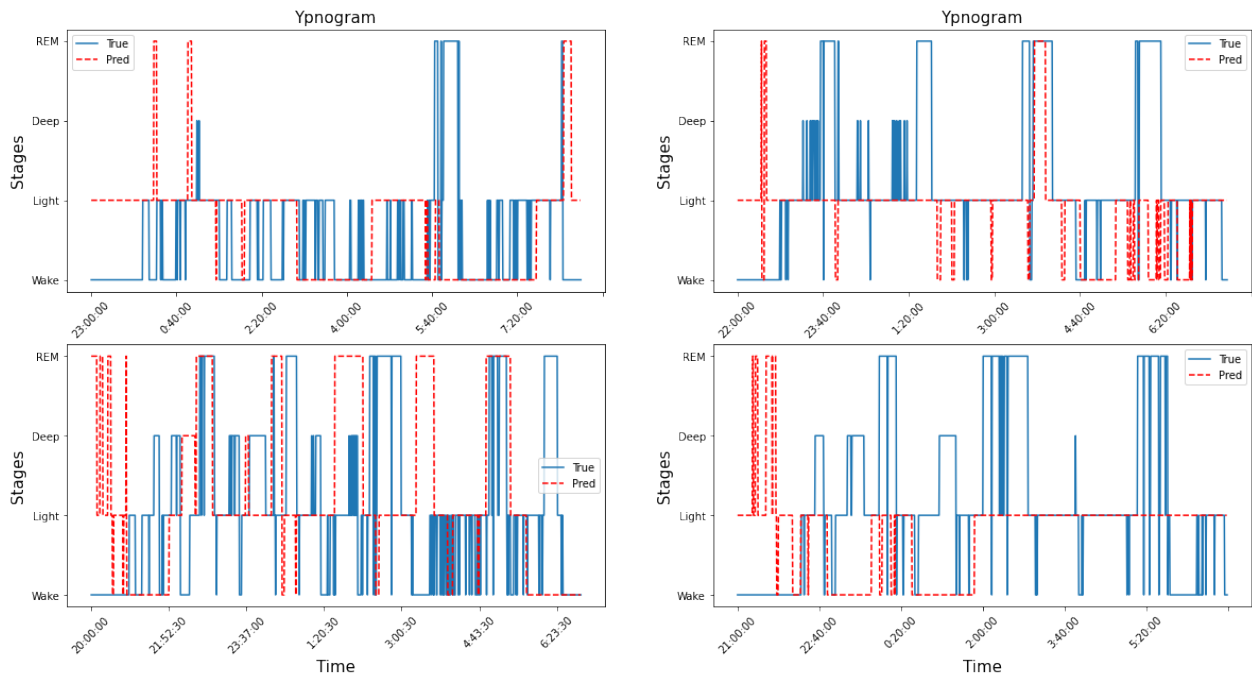 Ypnogram
REM
Deep
Light
Wake
Stages
True
Pred
23:00:00
0:40:00
2:20:00
4:00:00
5:40:00
7:20:00
Ypnogram
REM
Deep
Light
Wake
Stages
True
Pred
22:00:00
23:40:00
1:20:00
3:00:00
4:40:00
6:20:00
REM
Deep
Light
Wake
Stages
True
Pred
20:00:00
21:52:30
23:37:00
1:20:30
3:00:30
4:43:30
6:23:30
Time
REM
Deep
Light
Wake
Stages
True
Pred
21:00:00
22:40:00
0:20:00
2:00:00
3:40:00
5:20:00
Time